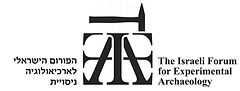 הפורום הישראלי
לארכיאולוגיה
ניסויית
The Israeli Forum
for Experimental
Archaeology